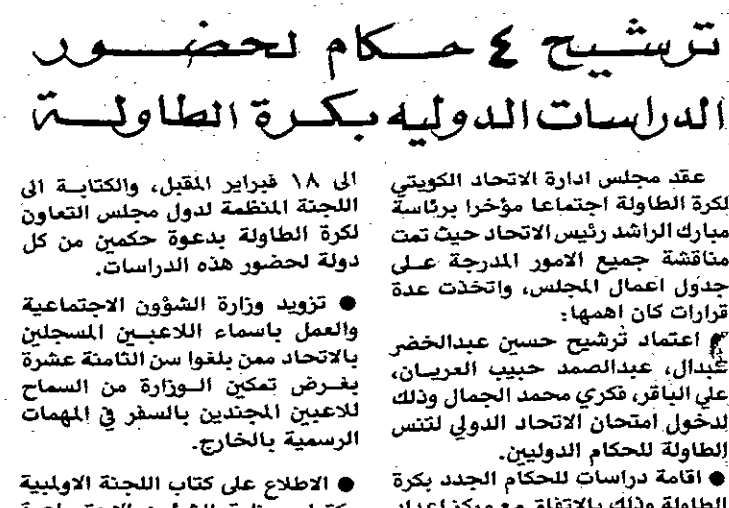 ترشيح ٤ حكام لحضور
الدراسات الدوليه بكرة الطاولة
عقد مجلس ادارة الاتحاد الكويتي
لكرة الطاولة اجتماعا مؤخرا برئاسة
مبارك الراشد رئيس الاتحاد حيث تمت
مناقشة جميع الامور المدرجة على
جدول اعمال المجلس، واتخذت عدة
قرارات كان اهمها:
● اعتماد ترشيح حسين عبدالخضر
عبدال، عبدالصمد حبيب العريان،
علي الباقر، فكري محمد الجمال وذلك
لدخول امتحان الاتحاد الدولي لتنس
الطاولة للحكام الدوليين.
● اقامة دراسات للحكام الجدد بكرة
الطاولة وذلك بالاتفاق مع مركز اعداد
الى ١٨ فبراير المقبل، والكتابة الى
اللجنة المنظمة لدول مجلس التعاون
لكرة الطاولة بدعوة حكمين من كل
دولة لحضور هذه الدراسات.
● تزويد وزارة الشؤون الاجتماعية
والعمل باسماء اللاعبين المسجلين
بالاتحاد ممن بلغوا سن الثامنة عشرة
بغرض تمكين الوزارة من السماح
للاعبين المجندين بالسفر في المهمات
الرسمية بالخارج.
● الاطلاع على كتاب اللجنة الاولمبية